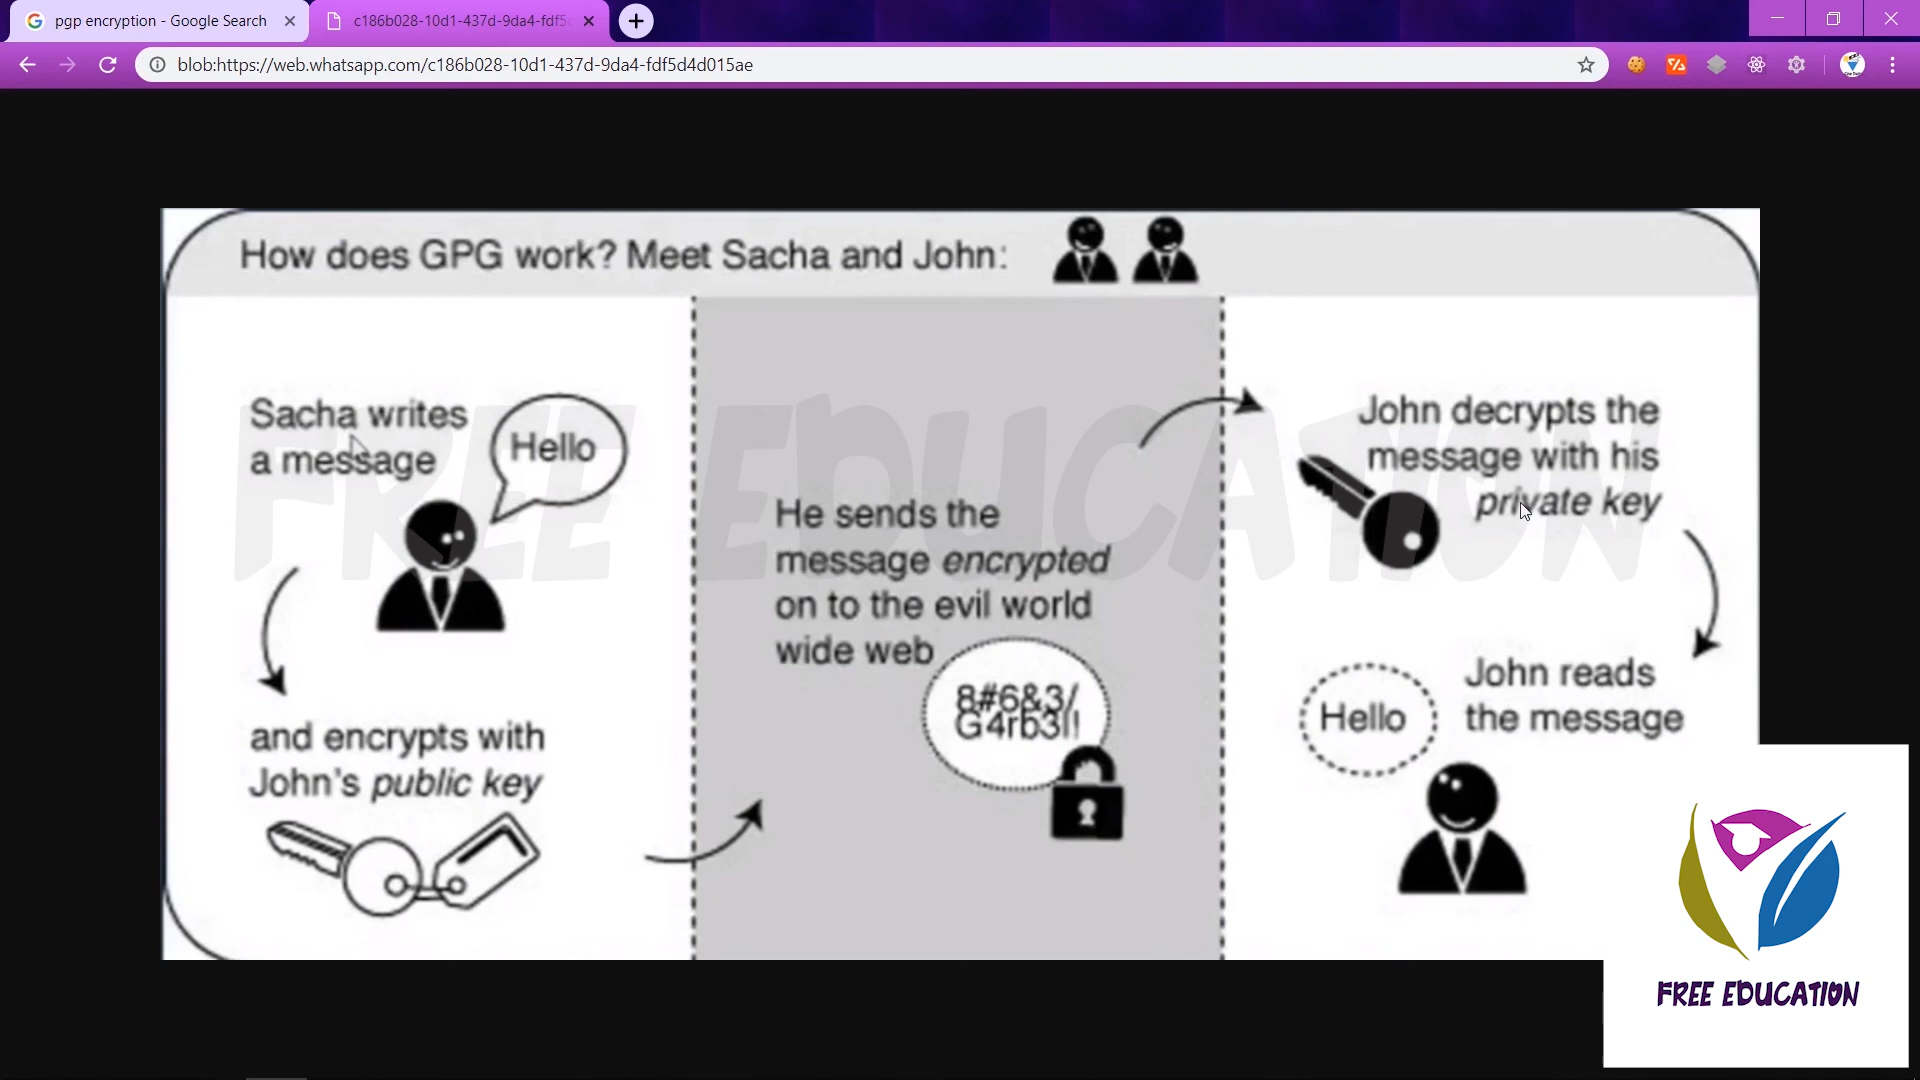 pgp encryption - Google Search
c186b028-10d1-437d-9da4-fdf5
blob:https://web.whatsapp.com/c186b028-10d1-437d-9da4-fdf5d4d015ae
How does GPG work? Meet Sacha and John:
Sacha writes
a message
Hello
and encrypts with
John's public key
He sends the
message encrypted
on to the evil world
wide web
8#6&3/
G4rb3l!
John decrypts the
message with his
private key
John reads
the message
Hello
FREE EDUCATION
FREE EDUCATION